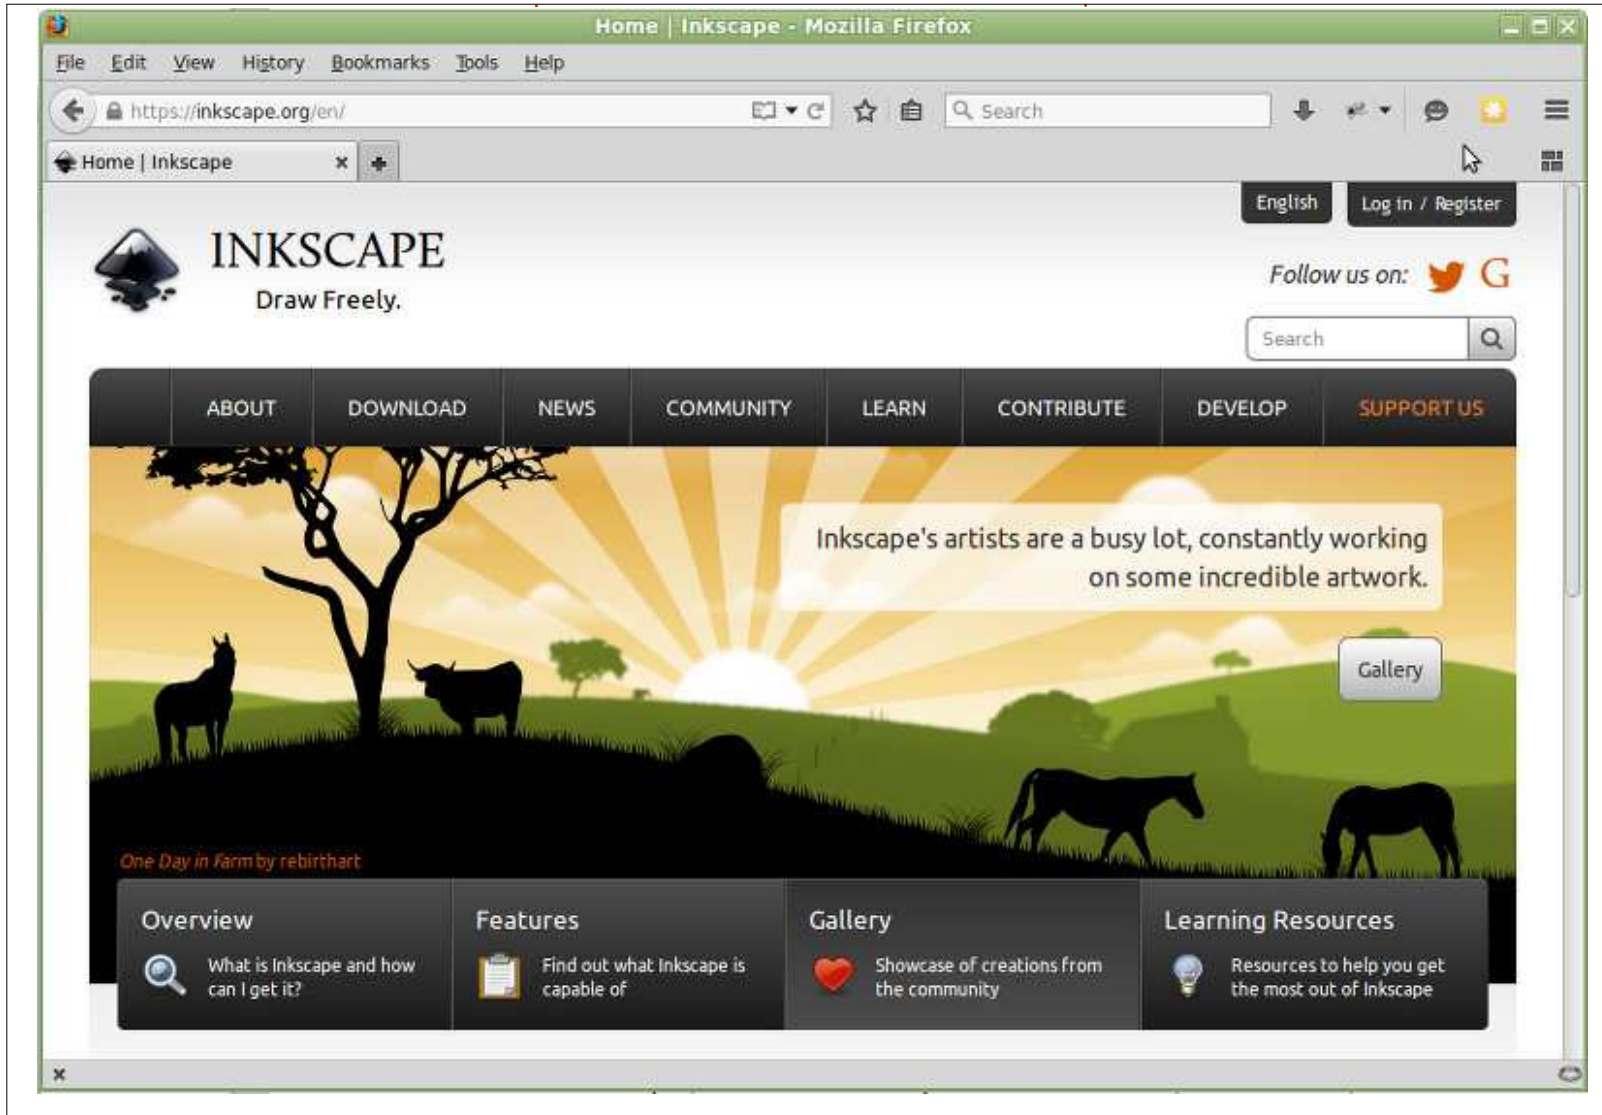 Home | Inkscape - Mozilla Firefox
File Edit View History Bookmarks Tools Help
https://inkscape.org/en/
Search
Home | Inkscape
English
Log in / Register
INKSCAPE
Draw Freely.
Follow us on:
G
Search
ABOUT DOWNLOAD NEWS COMMUNITY LEARN CONTRIBUTE DEVELOP SUPPORT US
Inkscape's artists are a busy lot, constantly working
on some incredible artwork.
Gallery
One Day in Farm by rebirthart
Overview
What is Inkscape and how
can I get it?
Features
Find out what Inkscape is
capable of
Gallery
Showcase of creations from
the community
Learning Resources
Resources to help you get
the most out of Inkscape